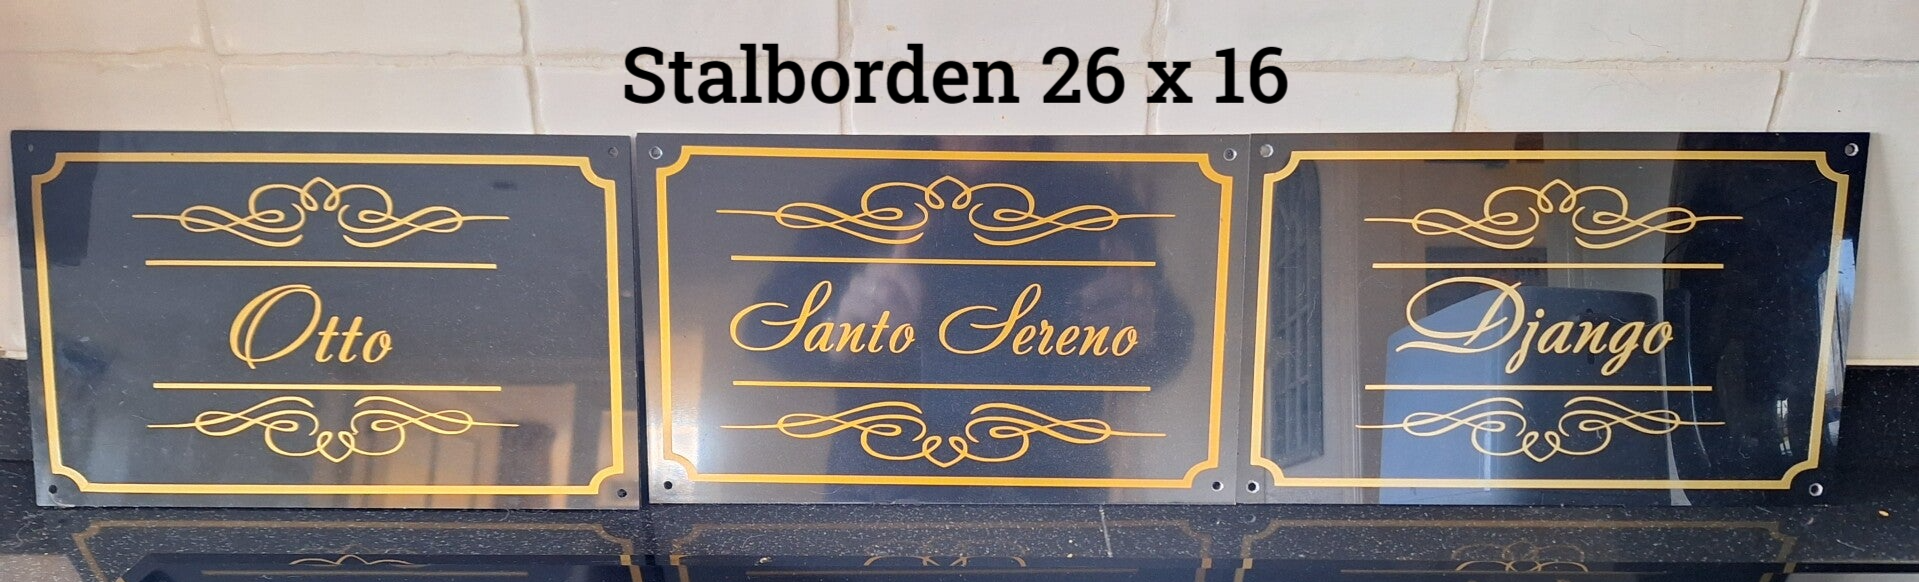 Stalborden 26 x 16
Otto
Santo Sereno
Django